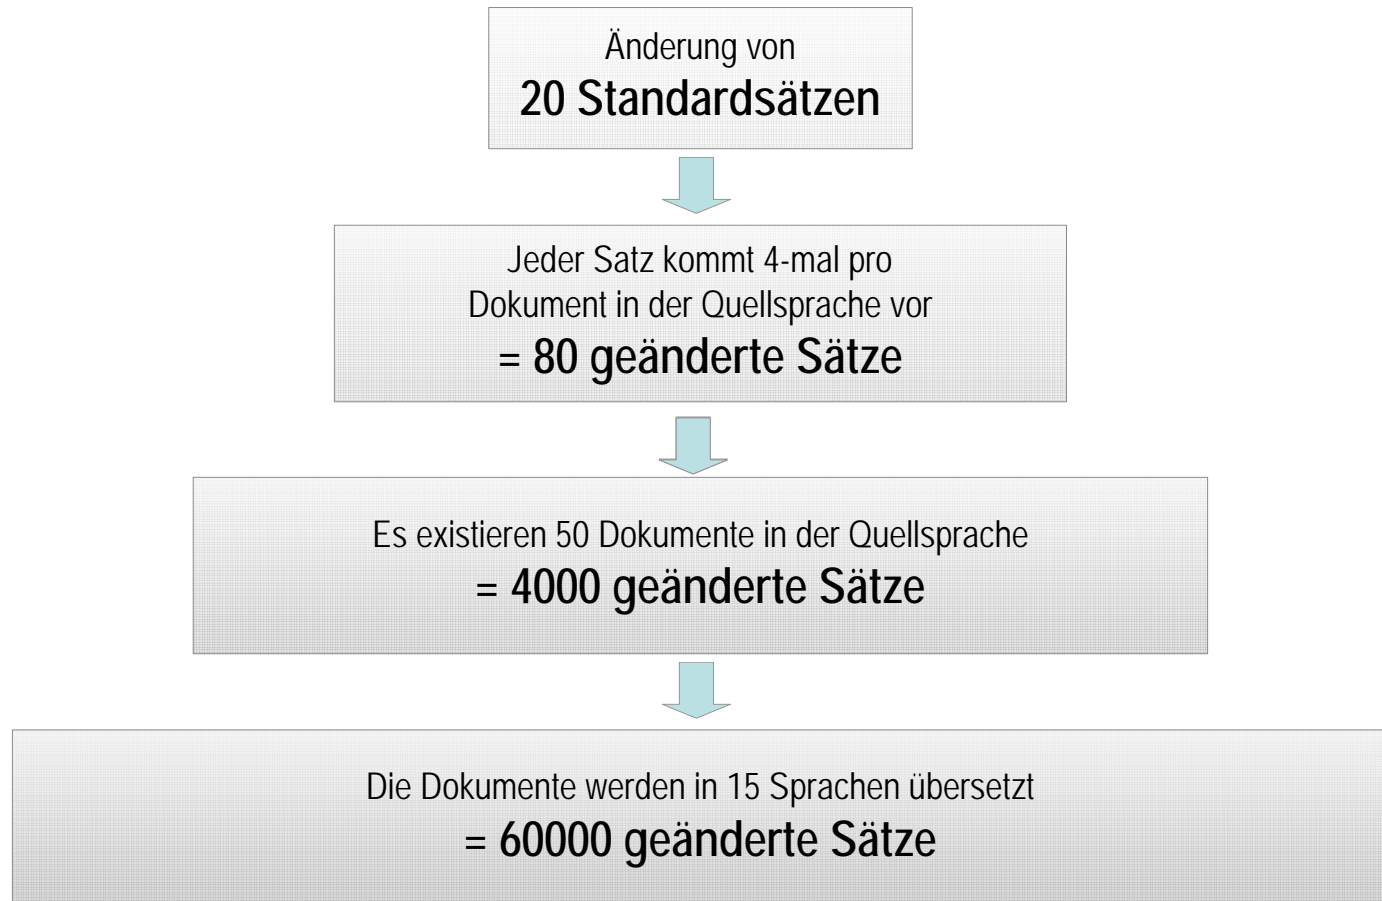 Änderung von
20 Standardsätzen
Jeder Satz kommt 4-mal pro
Dokument in der Quellsprache vor
= 80 geänderte Sätze
Es existieren 50 Dokumente in der Quellsprache
= 4000 geänderte Sätze
Die Dokumente werden in 15 Sprachen übersetzt
= 60000 geänderte Sätze